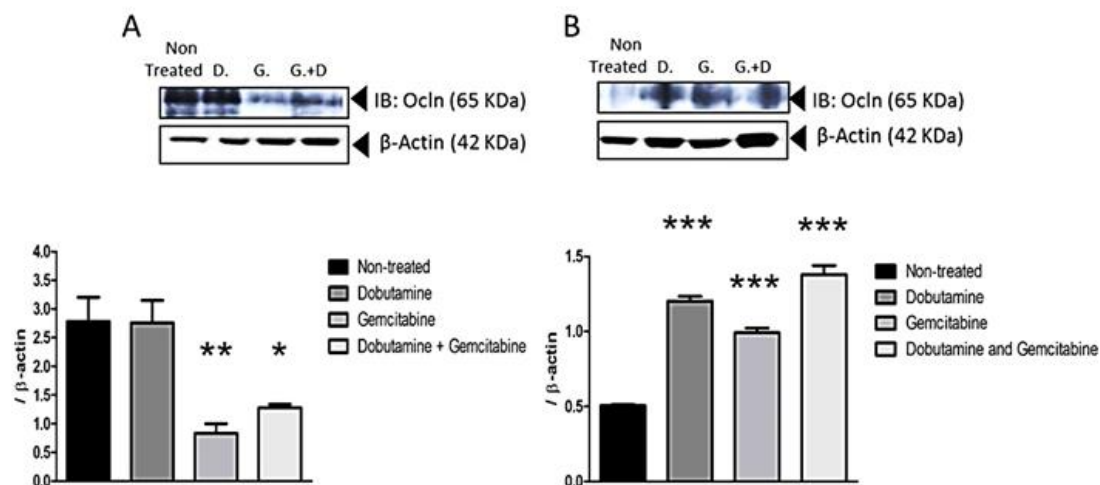 A
Non
Treated D. G. G.+D
IB: Ocln (65 KDa)
β-Actin (42 KDa)
4.0
3.5
3.0
2.5
2.0
1.5
1.0
0.5
0.0
/ β-actin
** *
Non-treated
Dobutamine
Gemcitabine
Dobutamine + Gemcitabine
B
Non
Treated D. G. G.+D
IB: Ocln (65 KDa)
β-Actin (42 KDa)
1.5
1.0
0.5
0.0
/ β-actin
*** *** ***
Non-treated
Dobutamine
Gemcitabine
Dobutamine and Gemcitabine